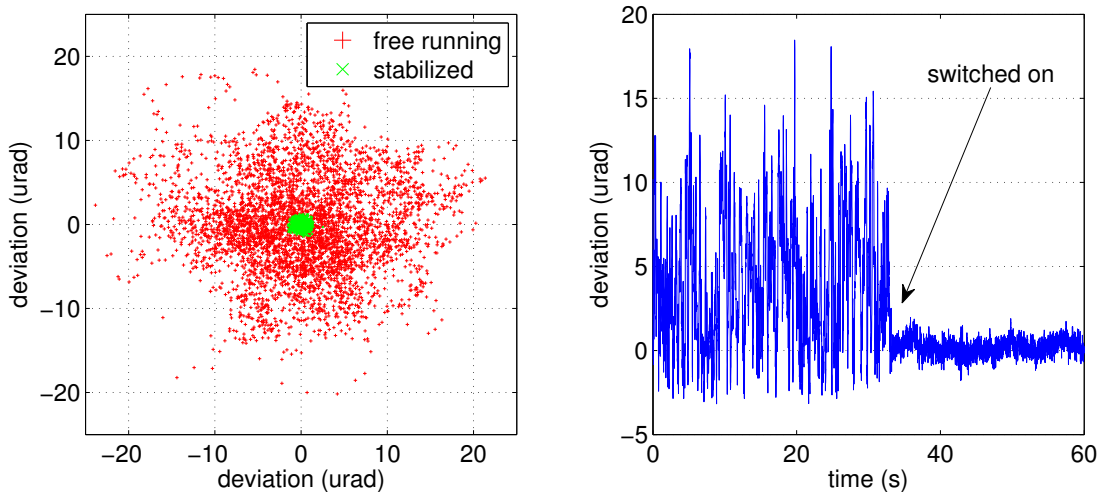 free running
stabilized
20
10
0
−10
−20
−20
−10
0
10
20
deviation (urad)
deviation (urad)
switched on
20
15
10
5
0
−5
0
20
40
60
deviation (urad)
time (s)